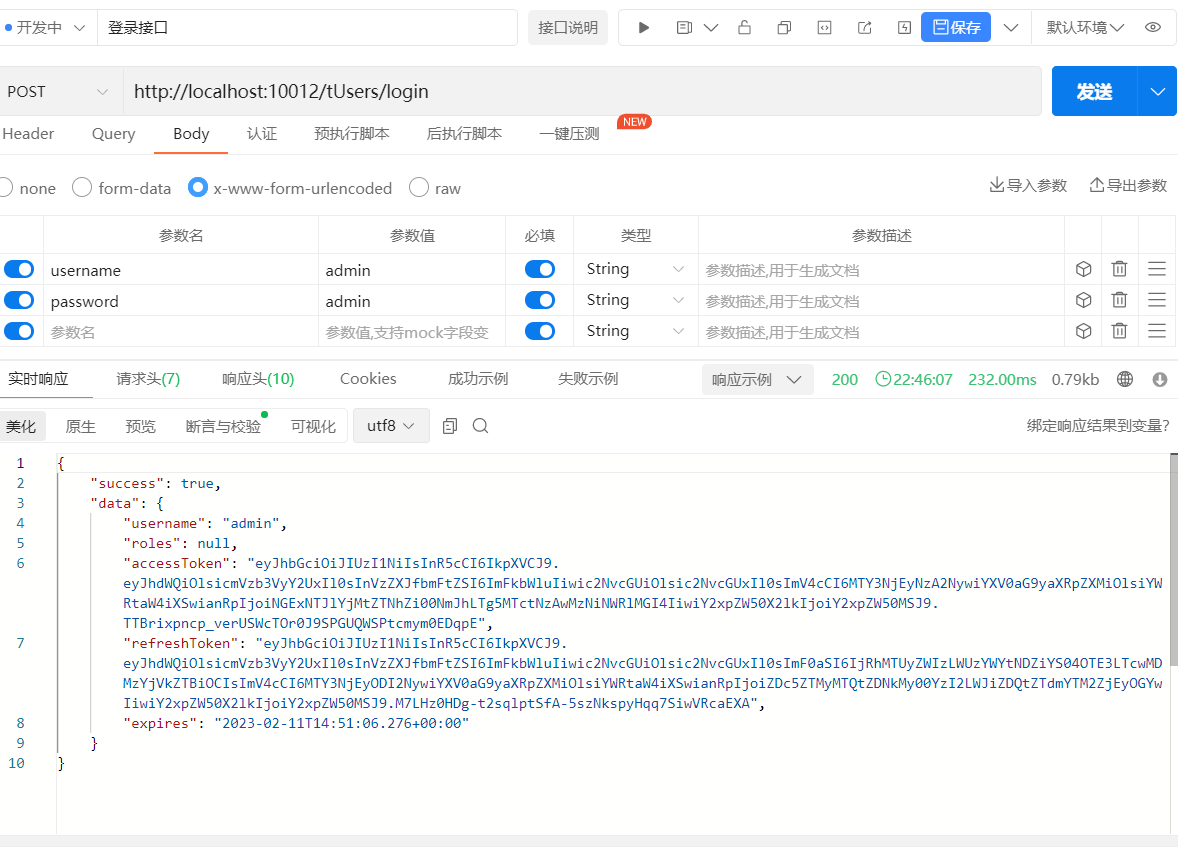 开发中 登录接口 接口说明 保存 默认环境
POST http://localhost:10012/tUsers/login 发送
Header Query Body 认证 预执行脚本 后执行脚本 一键压测 NEW
none form-data x-www-form-urlencoded raw 导入参数 导出参数
参数名 参数值 必填 类型 参数描述
username admin String 参数描述,用于生成文档
password admin String 参数描述,用于生成文档
参数名 参数值,支持mock字段变 String 参数描述,用于生成文档
实时响应 请求头(7) 响应头(10) Cookies 成功示例 失败示例 响应示例 200 22:46:07 232.00ms 0.79kb
美化 原生 预览 断言与校验 可视化 utf8 绑定响应结果到变量?
1 {
2 "success": true,
3 "data": {
4 "username": "admin",
5 "roles": null,
6 "accessToken": "eyJhbGciOiJIUzI1NiIsInR5cCI6IkpXVCJ9.
eyJhdWQiOlsicmVzb3VyY2UxIl0sInVzZXJfbmFtZSI6ImFkbWluIiwic2NvcGUiOlsic2NvcGUxIl0sImV4cCI6MTY3NjEyNzA2NywiYXV0aG9yaXRpZXMiOlsiYW
RtaW4iXSwianRpIjoiNGExNTJlYjMtZTNhZi00NmJhLTg5MTctNzAwMzNiNWRlMGI4IiwiY2xpZW50X2lkIjoiY2xpZW50MSJ9.
TTBrixpncp_verUSWcTOr0J9SPGUQWSPtcmym0EDqpE",
7 "refreshToken": "eyJhbGciOiJIUzI1NiIsInR5cCI6IkpXVCJ9.
eyJhdWQiOlsicmVzb3VyY2UxIl0sInVzZXJfbmFtZSI6ImFkbWluIiwic2NvcGUiOlsic2NvcGUxIl0sImF0aSI6IjRhMTUyZWIzLWUzYWYtNDZiYS04OTE3LTcwMD
MzYjVkZTBiOCIsImV4cCI6MTY3NjEyODI2NywiYXV0aG9yaXRpZXMiOlsiYWRtaW4iXSwianRpIjoiZDc5ZTMyMTQtZDNkMy00YzI2LWJiZDQtZTdmYTM2ZjEyOGYw
IiwiY2xpZW50X2lkIjoiY2xpZW50MSJ9.M7LHz0HDg-t2sqlptSfA-5szNkspyHqq7SiwVRcaEXA",
8 "expires": "2023-02-11T14:51:06.276+00:00"
9 }
10 }